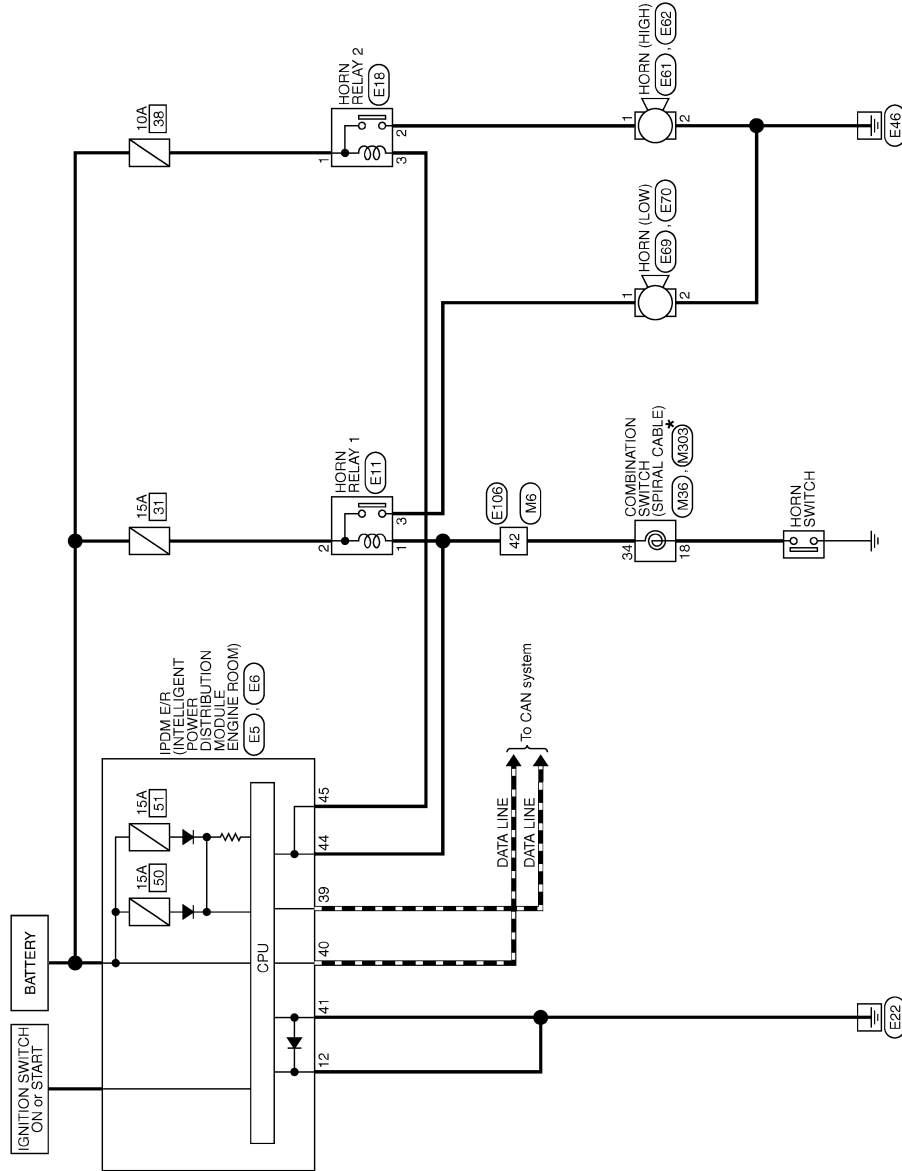 IGNITION SWITCH
ON or START
BATTERY
IPDM E/R
(INTELLIGENT
POWER
DISTRIBUTION
MODULE
ENGINE ROOM)
E5 , E6
15A
50
15A
51
CPU
12
41
40
39
44
45
E22
DATA LINE
DATA LINE
To CAN system
15A
31
HORN
RELAY 1
E11
2
1
3
10A
38
HORN
RELAY 2
E18
1
3
2
E106
M6
42
COMBINATION
SWITCH
(SPIRAL CABLE)
M36 , M303 *
34
18
HORN
SWITCH
HORN (LOW)
E69 , E70
1
2
HORN (HIGH)
E61 , E62
1
2
E46